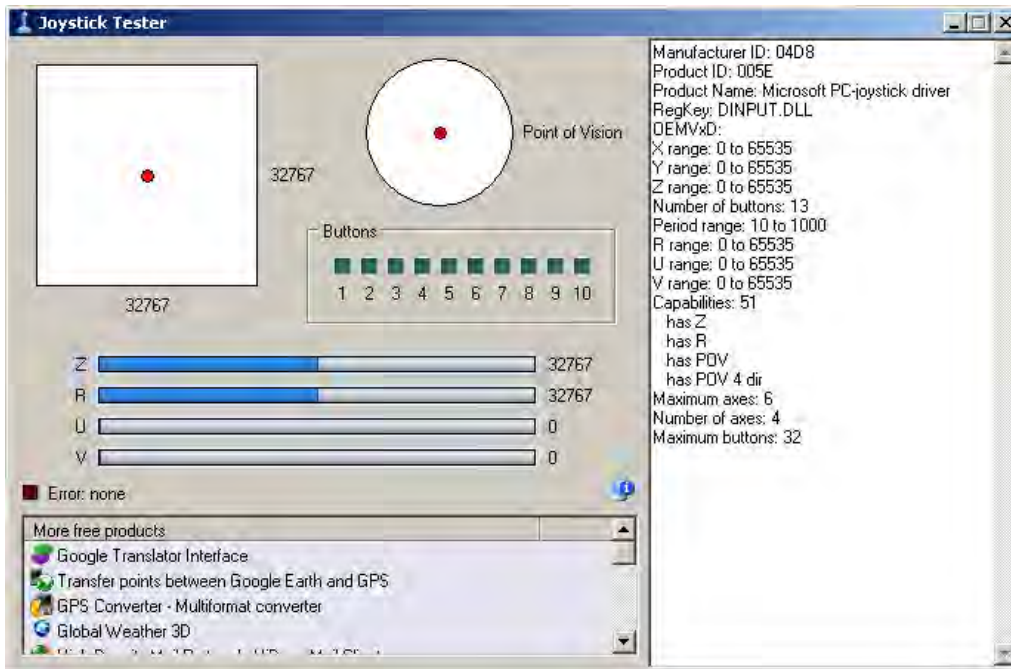 Joystick Tester
Point of Vision
32767
32767
Buttons
1 2 3 4 5 6 7 8 9 10
Z 32767
R 32767
U 0
V 0
Error: none
More free products
Google Translator Interface
Transfer points between Google Earth and GPS
GPS Converter - Multiformat converter
Global Weather 3D
Manufacturer ID: 04D8
Product ID: 005E
Product Name: Microsoft PC-joystick driver
RegKey: DINPUT.DLL
OEMVxD:
X range: 0 to 65535
Y range: 0 to 65535
Z range: 0 to 65535
Number of buttons: 13
Period range: 10 to 1000
R range: 0 to 65535
U range: 0 to 65535
V range: 0 to 65535
Capabilities: 51
has Z
has R
has POV
has POV 4 dir
Maximum axes: 6
Number of axes: 4
Maximum buttons: 32